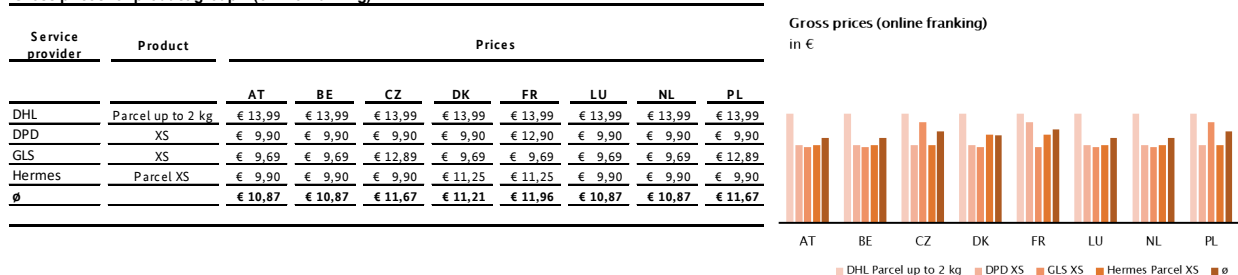 Service provider Product Prices
AT BE CZ DK FR LU NL PL
DHL Parcel up to 2 kg € 13,99 € 13,99 € 13,99 € 13,99 € 13,99 € 13,99 € 13,99 € 13,99
DPD XS € 9,90 € 9,90 € 9,90 € 9,90 € 12,90 € 9,90 € 9,90 € 9,90
GLS XS € 9,69 € 9,69 € 12,89 € 9,69 € 9,69 € 9,69 € 9,69 € 12,89
Hermes Parcel XS € 9,90 € 9,90 € 9,90 € 11,25 € 11,25 € 9,90 € 9,90 € 9,90
ø € 10,87 € 10,87 € 11,67 € 11,21 € 11,96 € 10,87 € 10,87 € 11,67
Gross prices (online franking)
in €
AT BE CZ DK FR LU NL PL
DHL Parcel up to 2 kg DPD XS GLS XS Hermes Parcel XS ø